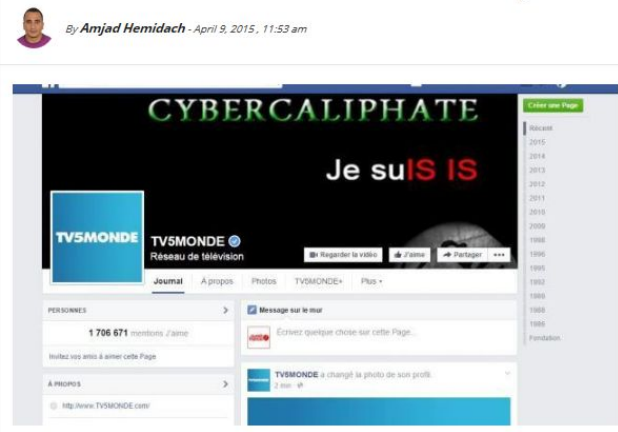 By Amjad Hemidach - April 9, 2015 , 11:53 am
CYBERCALIPHATE
Je suIS IS
TV5MONDE
TV5MONDE
Réseau de télévision
Regarder la vidéo
J'aime
Partager
Journal
À propos
Photos
TV5MONDE+
Plus
Créer une Page
Récent
2015
2014
2013
2012
2011
2010
2009
1998
1996
1995
1992
1989
1988
1986
Fondation
PERSONNES
1 706 671 mentions J'aime
Invitez vos amis à aimer cette Page
À PROPOS
http://www.TV5MONDE.com/
Message sur le mur
Écrivez quelque chose sur cette Page...
TV5MONDE a changé la photo de son profil.
2 min